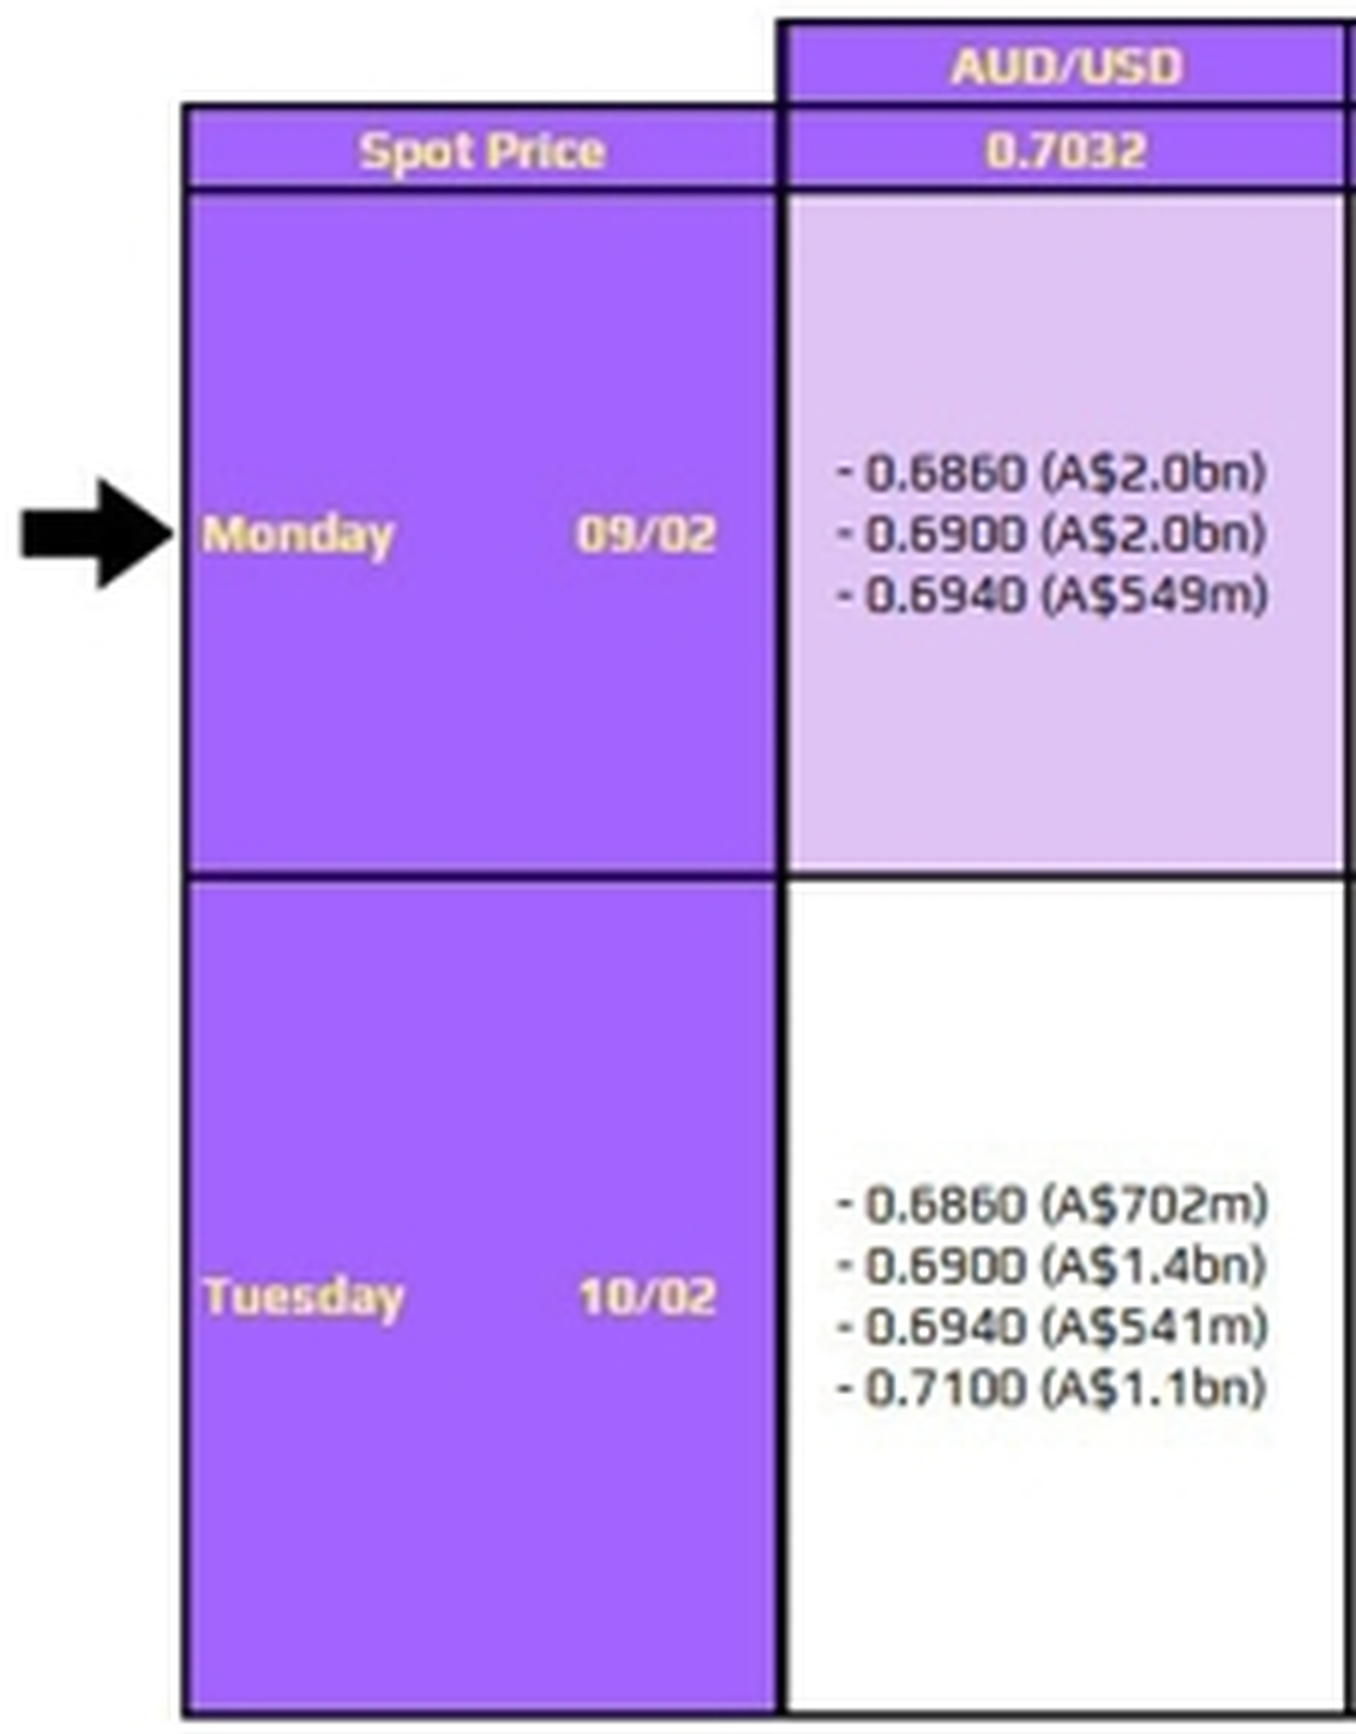 AUD/USD
Spot Price 0.7032
Monday 09/02
- 0.6860 (A$2.0bn)
- 0.6900 (A$2.0bn)
- 0.6940 (A$549m)
Tuesday 10/02
- 0.6860 (A$702m)
- 0.6900 (A$1.4bn)
- 0.6940 (A$541m)
- 0.7100 (A$1.1bn)